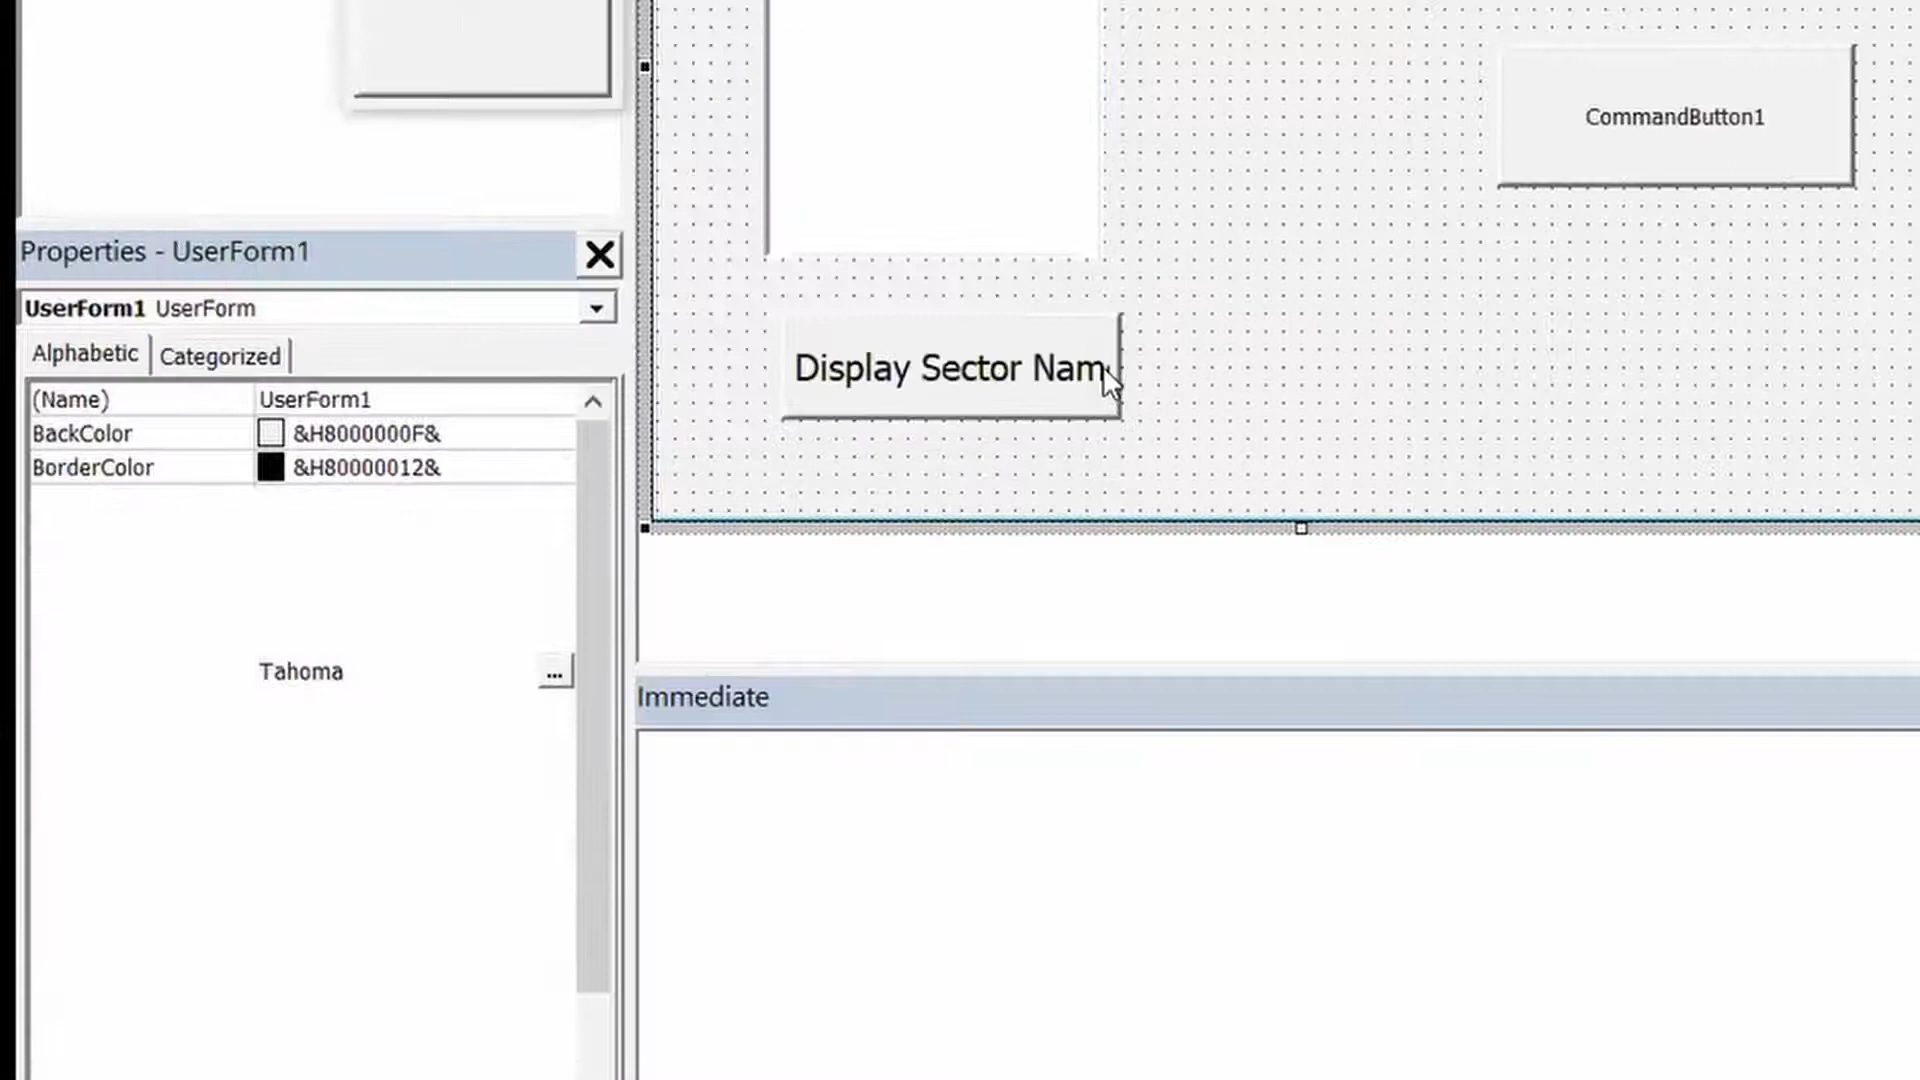 CommandButton1
Properties - UserForm1
UserForm1 UserForm
Alphabetic Categorized
(Name) UserForm1
BackColor &H8000000F&
BorderColor &H80000012&
Display Sector Nam
Tahoma ...
Immediate